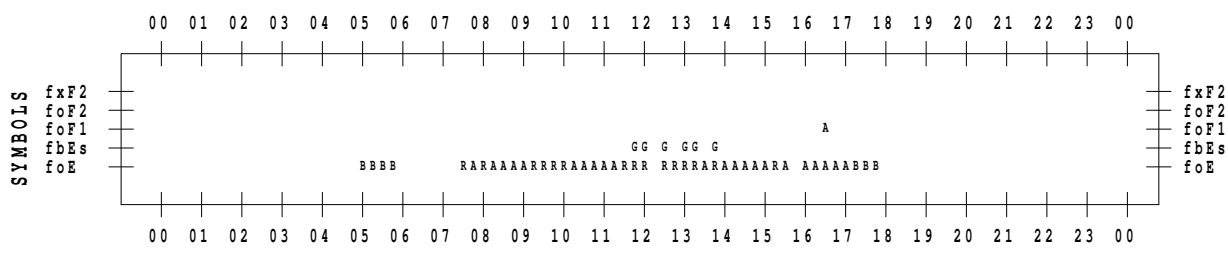 00 01 02 03 04 05 06 07 08 09 10 11 12 13 14 15 16 17 18 19 20 21 22 23 00
SYMBOLS
fxF2 fxF2
foF2 foF2
foF1 A foF1
fbEs GG G GG G fbEs
foE BBBB RARAAAARRRRAAAAARRR RRRRARAAAAARA AAAAABBB foE
00 01 02 03 04 05 06 07 08 09 10 11 12 13 14 15 16 17 18 19 20 21 22 23 00